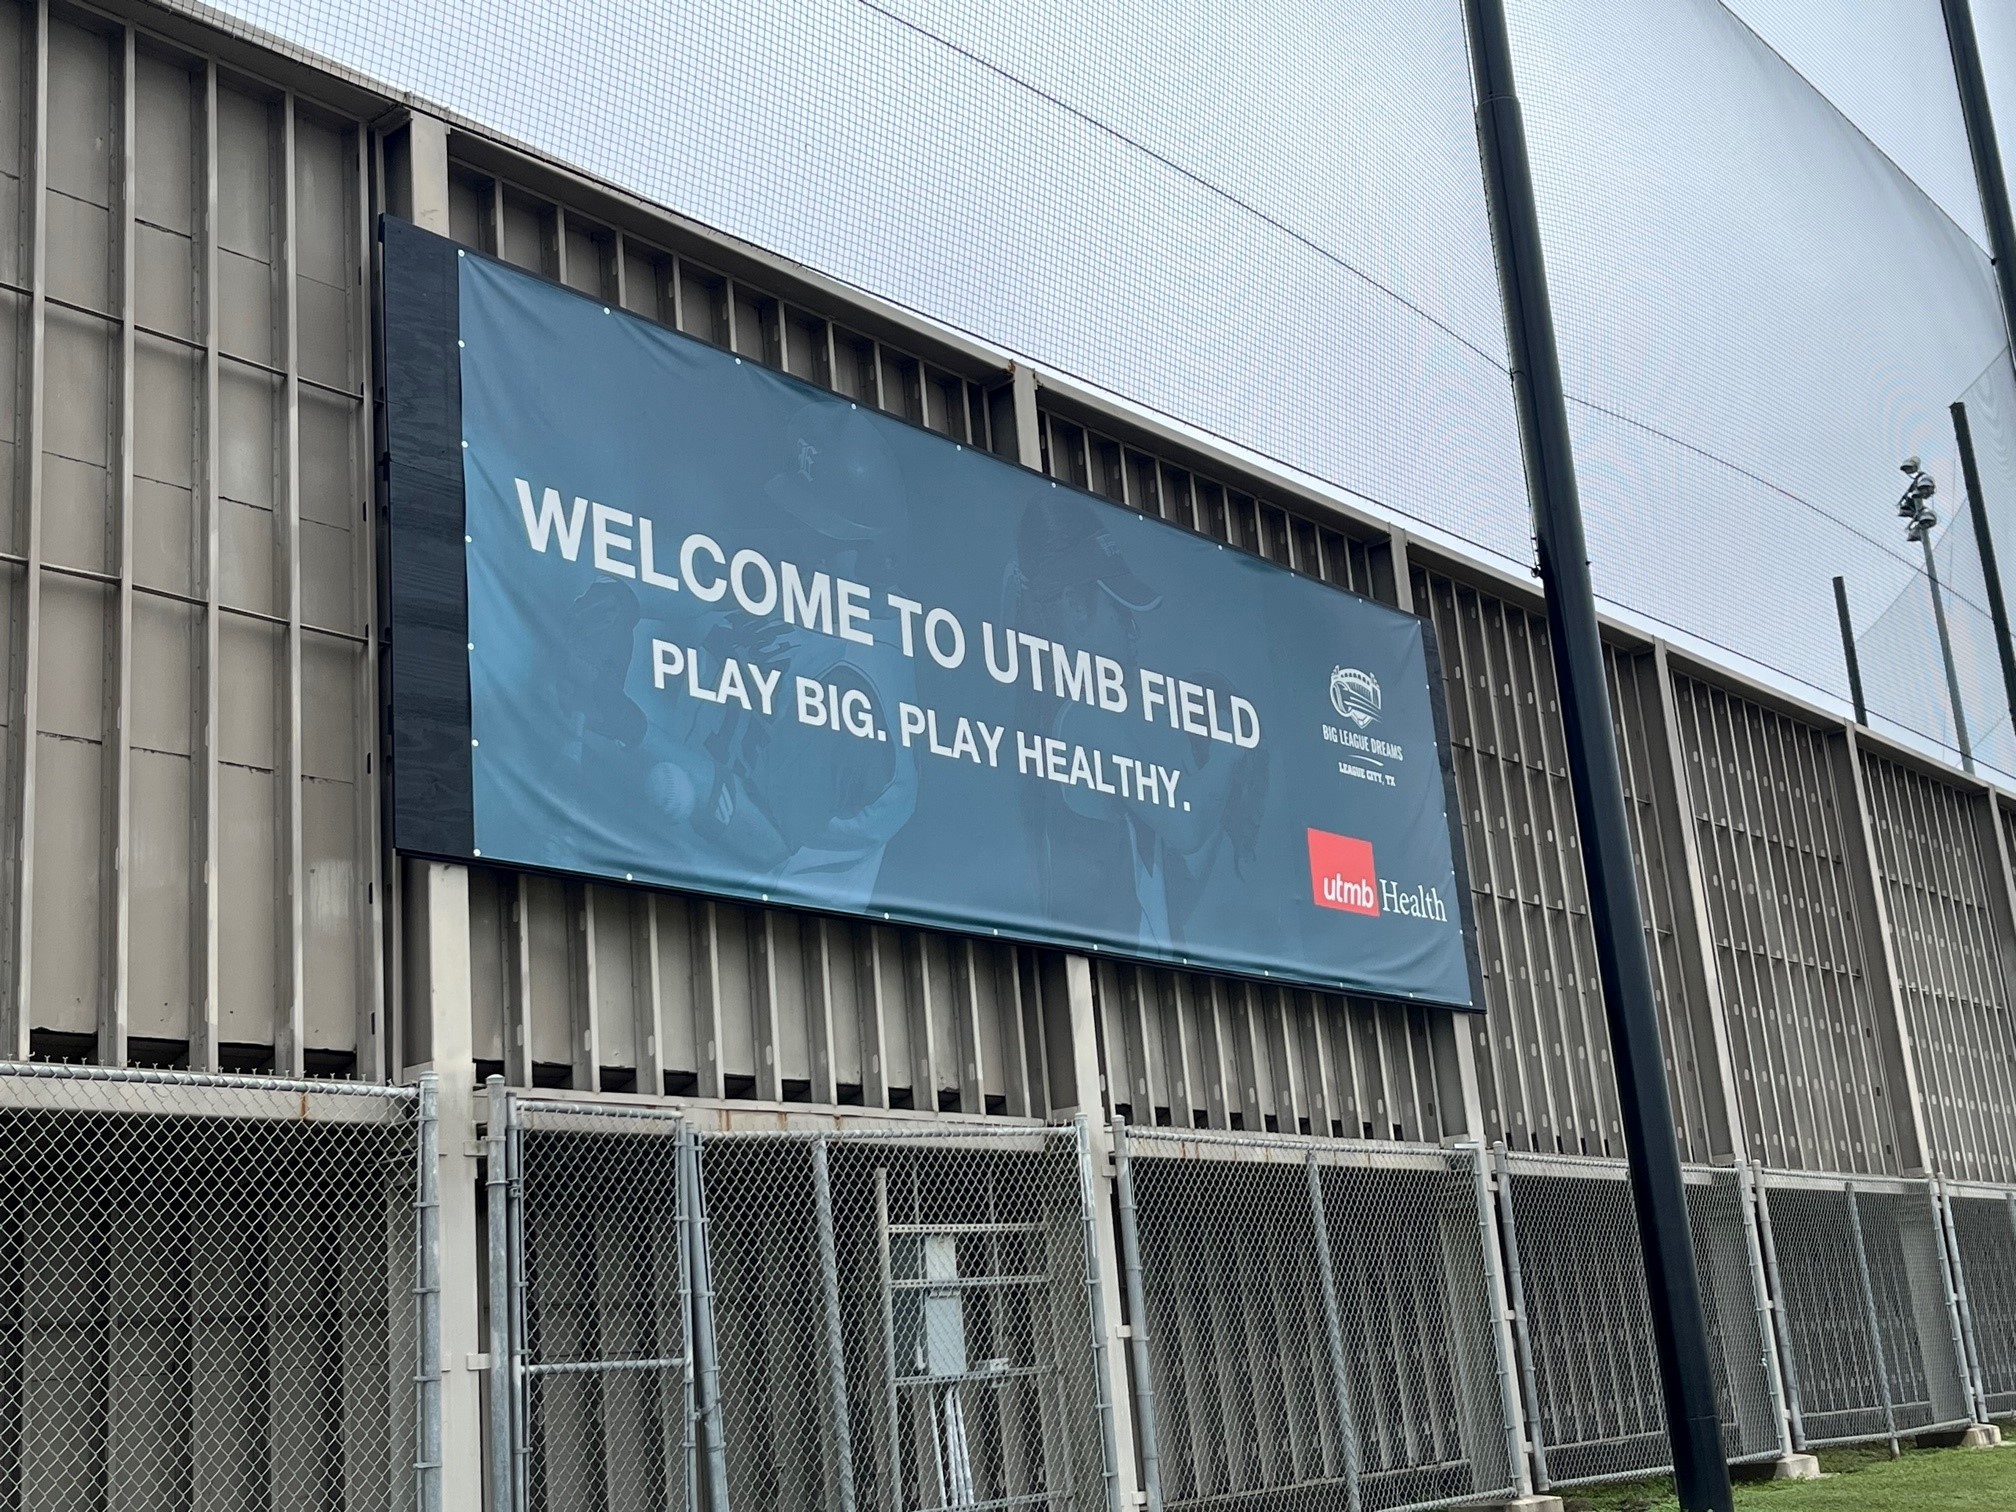 WELCOME TO UTMB FIELD
PLAY BIG. PLAY HEALTHY.
BIG LEAGUE DREAMS
LEAGUE CITY, TX
utmb Health